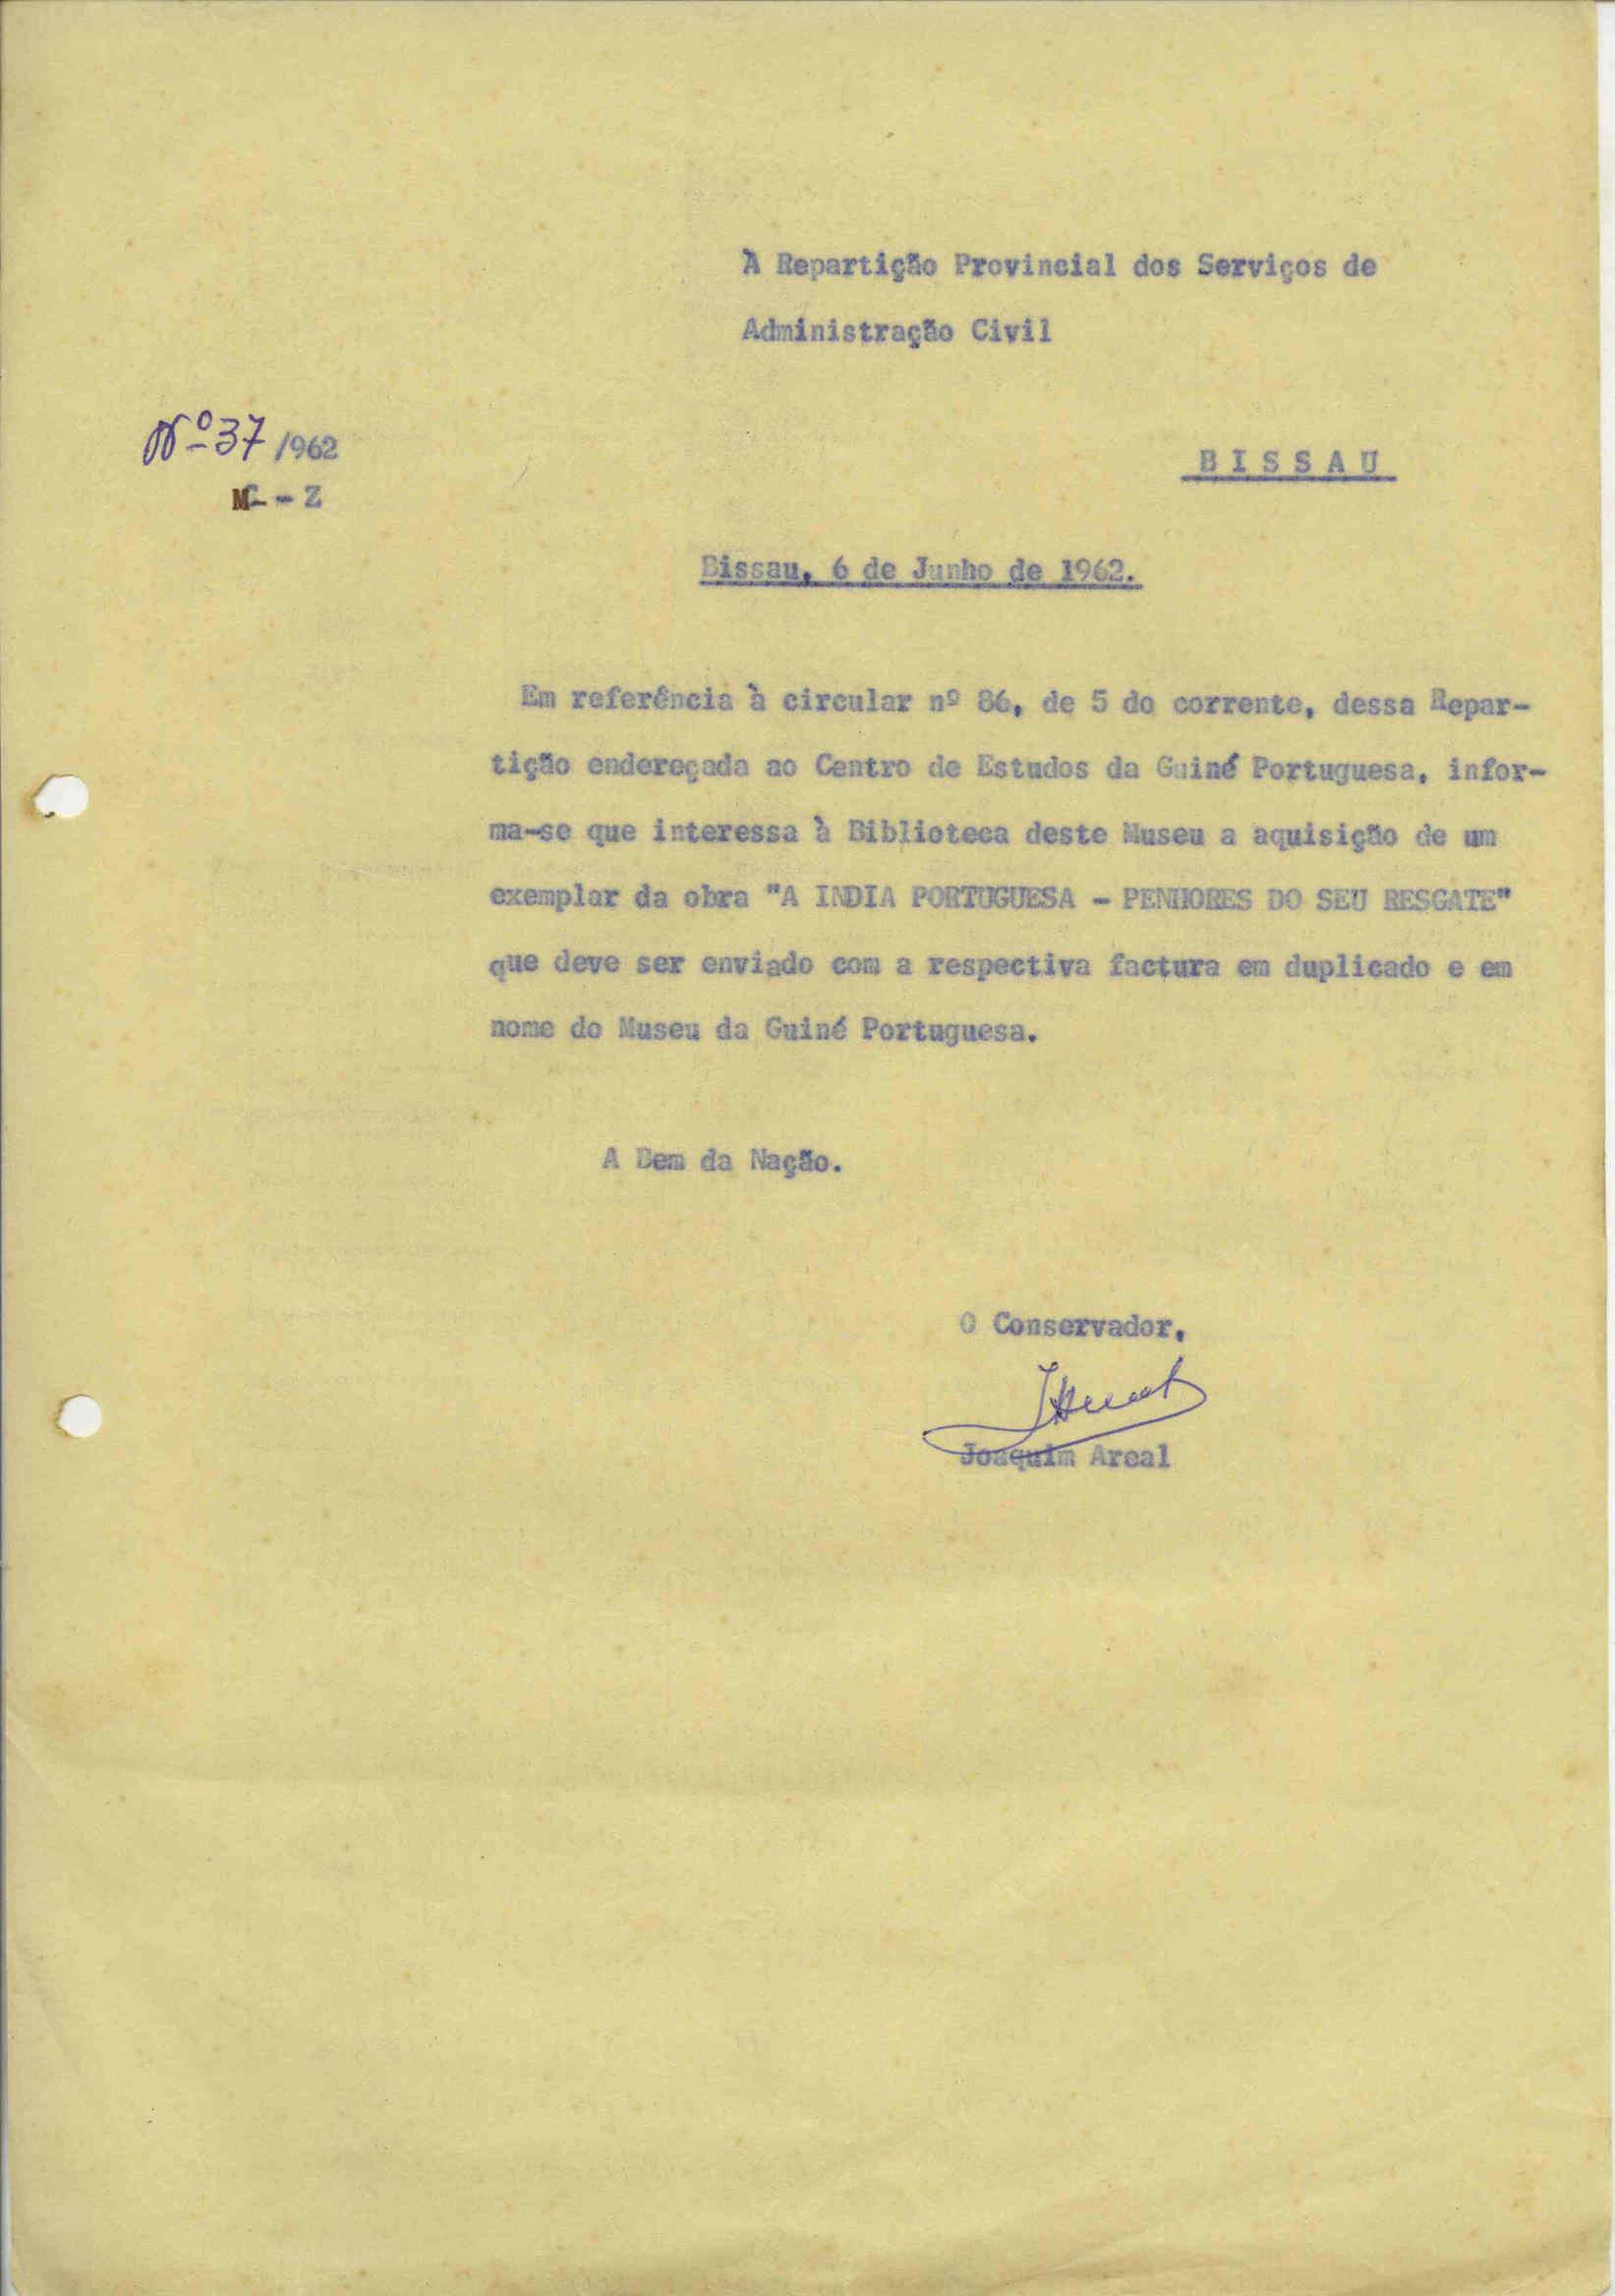 À Repartição Provincial dos Serviços de
Administração Civil
Nº 37 /962
M - Z
BISSAU
Bissau, 6 de Junho de 1962.
Em referência à circular nº 86, de 5 do corrente, dessa Repar-
tição endereçada ao Centro de Estudos da Guiné Portuguesa, infor-
ma-se que interessa à Biblioteca deste Museu a aquisição de um
exemplar da obra "A INDIA PORTUGUESA - PENHORES DO SEU RESGATE"
que deve ser enviado com a respectiva factura em duplicado e em
nome do Museu da Guiné Portuguesa.
A Bem da Nação.
O Conservador,
Joaquim Areal